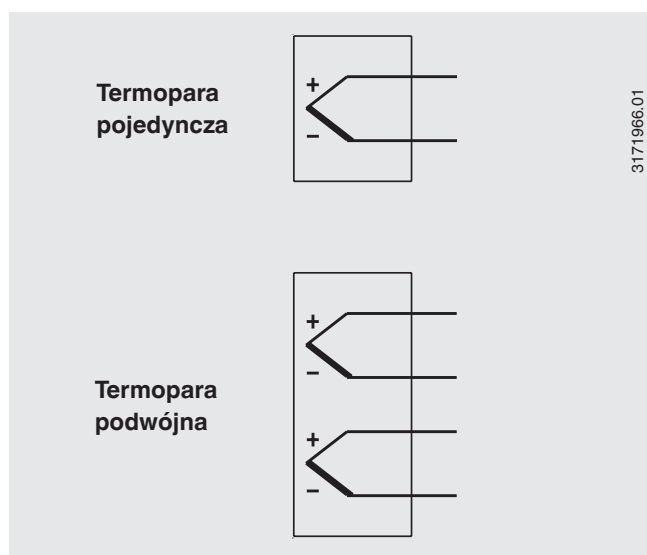 Termopara
pojedyncza
+
–
3171966.01
Termopara
podwójna
+
–
+
–